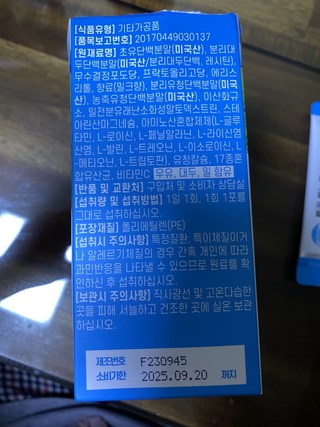 [식품유형] 기타가공품
[품목보고번호] 20170449030137
[원재료명] 초유단백분말(미국산), 분리대
두단백분말(미국산/분리대두단백, 레시틴),
무수결정포도당, 프락토올리고당, 에리스
리톨, 향료(밀크향), 분리유청단백분말(미국
산), 농축유청단백분말(미국산), 이산화규
소, 일전분유래난소화성말토덱스트린, 스테
아린산마그네슘, 아미노산혼합제제(L-글루
타민, L-로이신, L-페닐알라닌, L-라이신염
산염, L-발린, L-트레오닌, L-이소로이신, L
-메티오닌, L-트립토판), 유청칼슘, 17종혼
합유산균, 비타민C 우유, 대두, 밀 함유
[반품 및 교환처] 구입처 및 소비자 상담실
[섭취량 및 섭취방법] 1일 1회, 1회 1포를
그대로 섭취하십시오.
[포장재질] 폴리에틸렌(PE)
[섭취시 주의사항] 특정질환, 특이체질이거
나 알레르기체질의 경우 간혹 개인에 따라
과민반응을 나타낼 수 있으므로 원료를 확
인하신 후 섭취하십시오.
[보관시 주의사항] 직사광선 및 고온다습한
곳을 피해 서늘하고 건조한 곳에 실온 보관
하십시오.
제조번호 F230945
소비기한 2025.09.20 까지